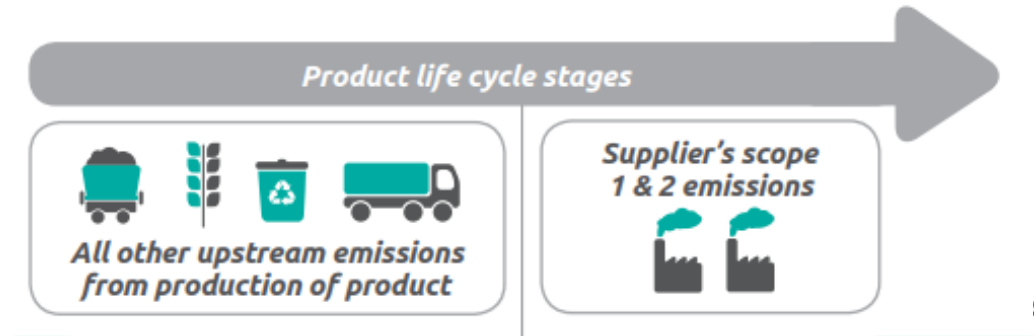 Product life cycle stages
All other upstream emissions
from production of product
Supplier's scope
1 & 2 emissions